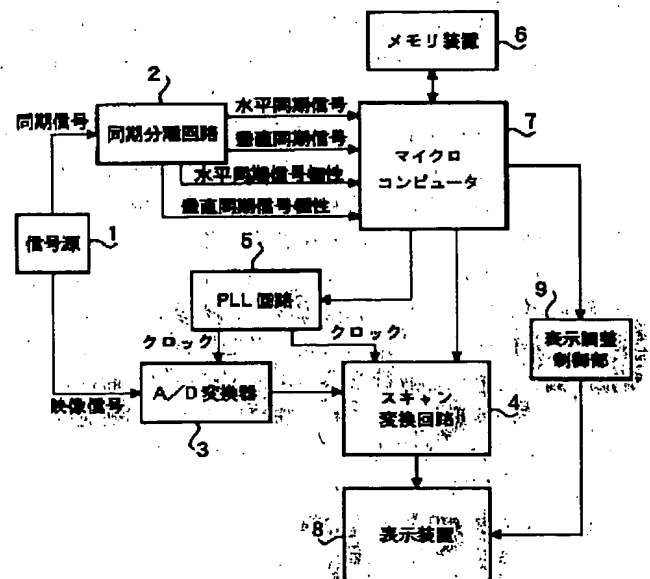 メモリ装置
6
2
水平同期信号
同期信号
同期分離回路
垂直同期信号
7
マイクロ
コンピュータ
水平同期信号極性
垂直同期信号極性
信号源
1
5
PLL回路
9
クロック
クロック
表示調整
制御部
映像信号
A/D変換器
スキャン
変換回路
4
3
8
表示装置